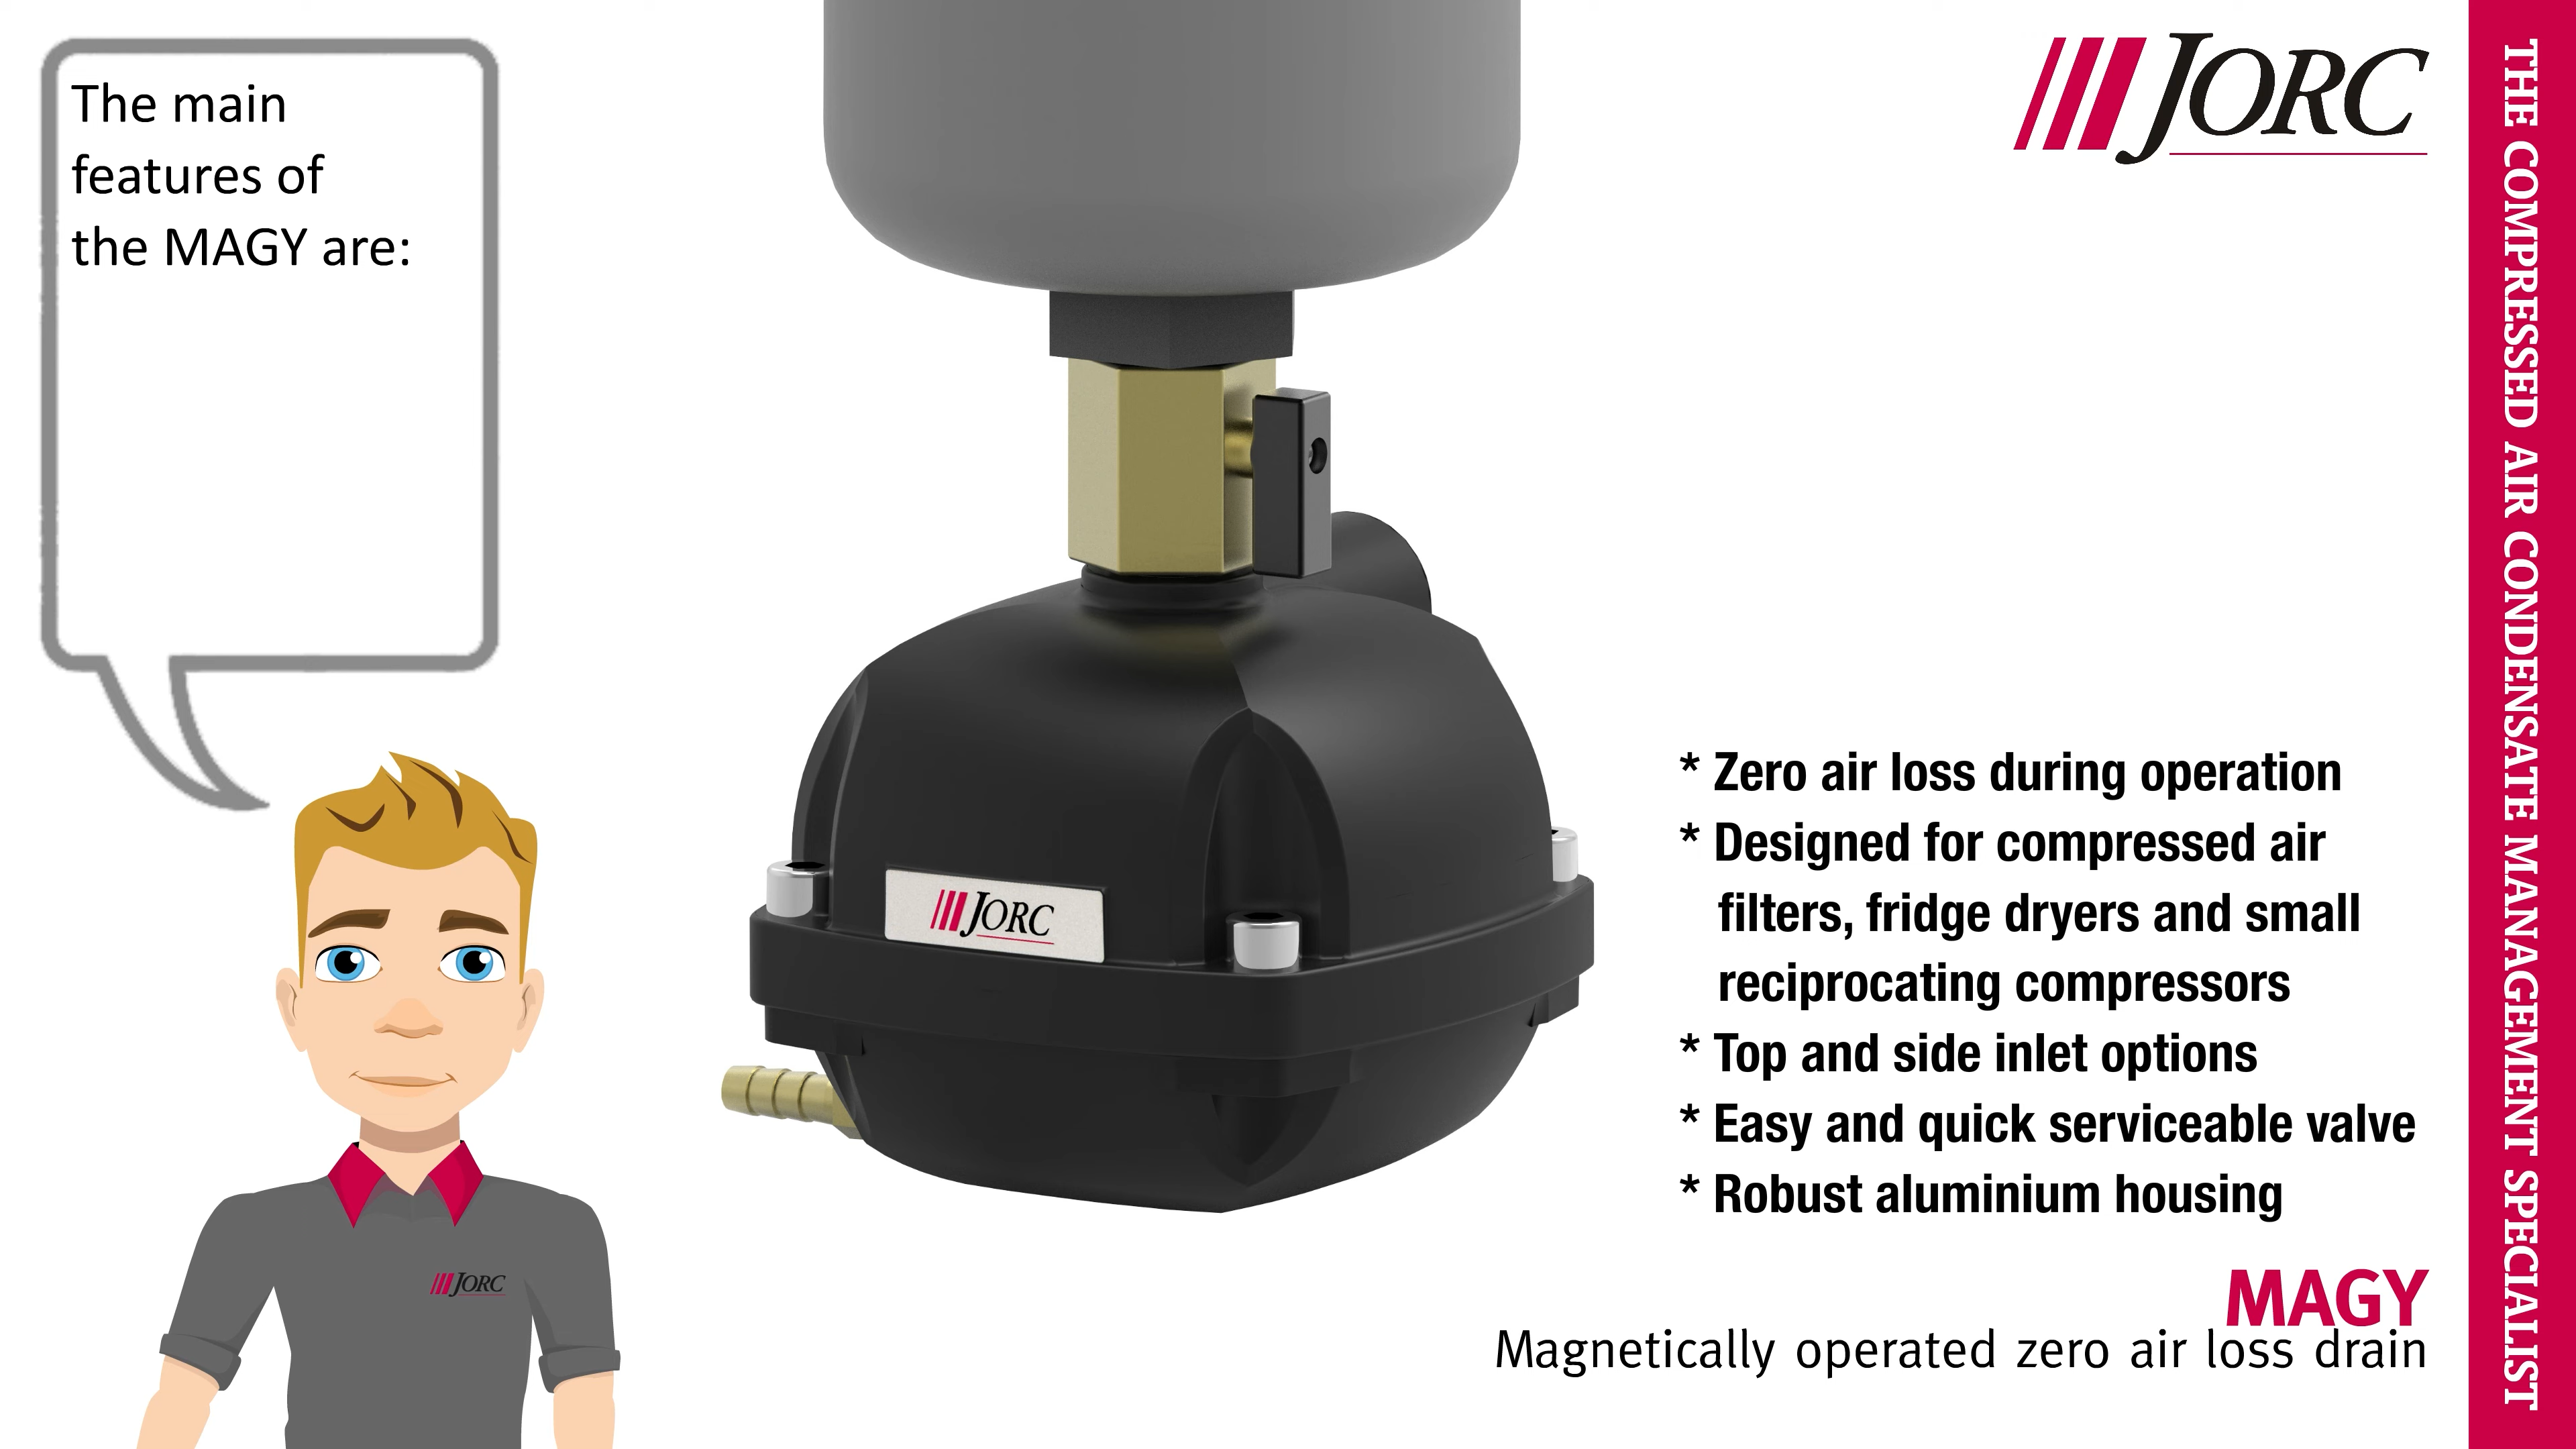 The main
features of
the MAGY are:
JORC
THE COMPRESSED AIR CONDENSATE MANAGEMENT SPECIALIST
JORC
* Zero air loss during operation
* Designed for compressed air
filters, fridge dryers and small
reciprocating compressors
* Top and side inlet options
* Easy and quick serviceable valve
* Robust aluminium housing
JORC
MAGY
Magnetically operated zero air loss drain